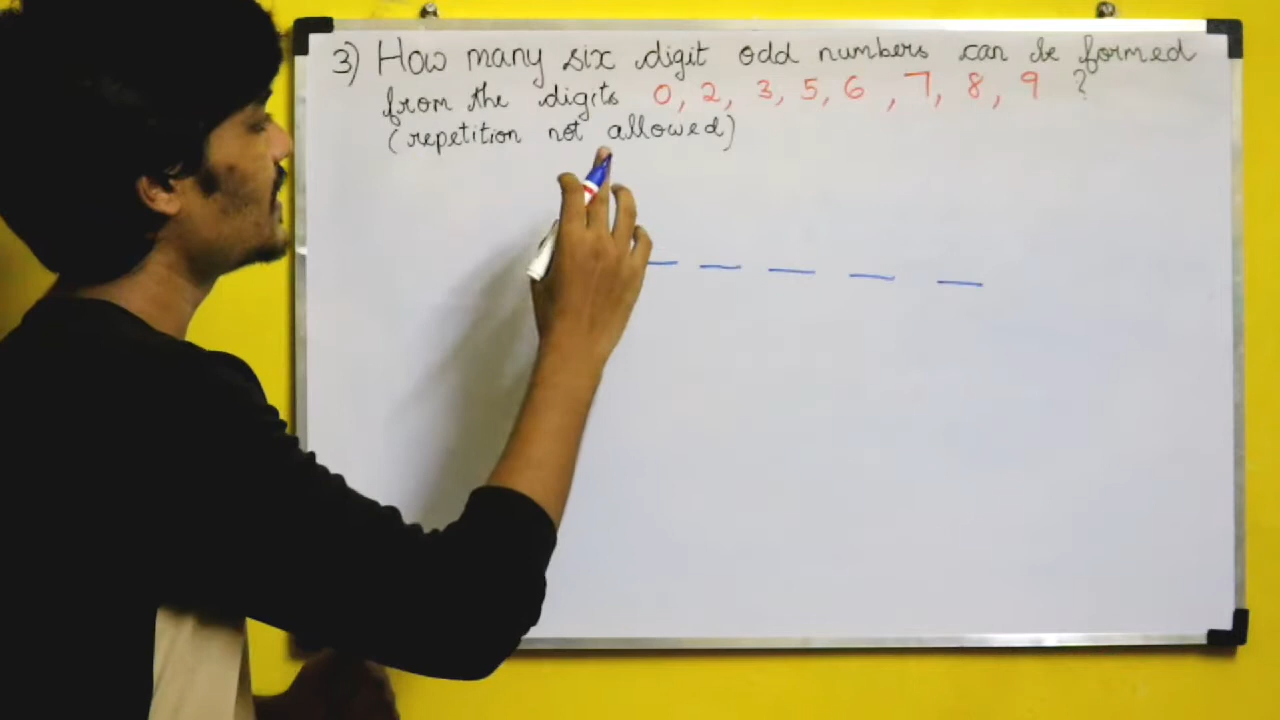 3) How many six digit odd numbers can be formed
from the digits 0, 2, 3, 5, 6, 7, 8, 9 ?
(repetition not allowed)